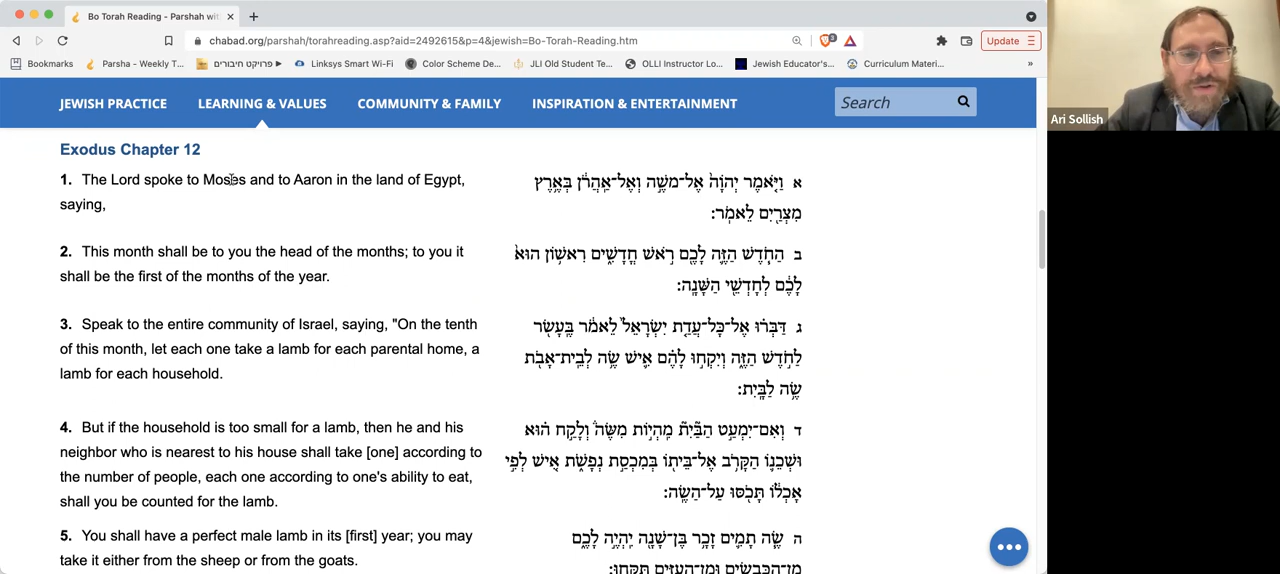 Bo Torah Reading - Parshah wit
chabad.org/parshah/torahreading.asp?aid=2492615&p=4&jewish=Bo-Torah-Reading.htm
3
Update
Bookmarks
Parsha - Weekly T...
פרויקט חיבורים
Linksys Smart Wi-Fi
Color Scheme De...
JLI Old Student Te...
OLLI Instructor Lo...
Jewish Educator's...
Curriculum Materi...
»
JEWISH PRACTICE
LEARNING & VALUES
COMMUNITY & FAMILY
INSPIRATION & ENTERTAINMENT
Search
Ari Sollish
Exodus Chapter 12
1. The Lord spoke to Moses and to Aaron in the land of Egypt,
saying,
2. This month shall be to you the head of the months; to you it
shall be the first of the months of the year.
3. Speak to the entire community of Israel, saying, "On the tenth
of this month, let each one take a lamb for each parental home, a
lamb for each household.
4. But if the household is too small for a lamb, then he and his
neighbor who is nearest to his house shall take [one] according to
the number of people, each one according to one's ability to eat,
shall you be counted for the lamb.
5. You shall have a perfect male lamb in its [first] year; you may
take it either from the sheep or from the goats.
א וַיֹּ֤אמֶר יְהֹוָה֙ אֶל־משֶׁ֣ה וְאֶל־אַֽהֲרֹ֔ן בְּאֶ֥רֶץ
מִצְרַ֖יִם לֵאמֹֽר:
ב הַחֹ֧דֶשׁ הַזֶּ֛ה לָכֶ֖ם רֹ֣אשׁ חֳדָשִׁ֑ים רִאשׁ֥וֹן הוּא֙
לָכֶ֔ם לְחָדְשֵׁ֖י הַשָּׁנָֽה:
ג דַּבְּר֗וּ אֶל־כָּל־עֲדַ֤ת יִשְׂרָאֵל֙ לֵאמֹ֔ר בֶּֽעָשׂ֖ר
לַחֹ֣דֶשׁ הַזֶּ֑ה וְיִקְח֣וּ לָהֶ֗ם אִ֛ישׁ שֶׂ֥ה לְבֵֽית־אָבֹ֖ת
שֶׂ֥ה לַבָּֽיִת:
ד וְאִם־יִמְעַ֣ט הַבַּ֘יִת֘ מִֽהְי֣וֹת מִשֶּׂה֒ וְלָקַ֣ח ה֗וּא
וּשְׁכֵנ֛וֹ הַקָּרֹ֥ב אֶל־בֵּית֖וֹ בְּמִכְסַ֣ת נְפָשֹׁ֑ת אִ֚ישׁ לְפִ֣י
אָכְל֔וֹ תָּכֹ֖סּוּ עַל־הַשֶּֽׂה:
ה שֶׂ֧ה תָמִ֛ים זָכָ֥ר בֶּן־שָׁנָ֖ה יִֽהְיֶ֣ה לָכֶ֑ם
מִן־הַכְּבָשִׂ֥ים וּמִן־הָֽעִזִּ֖ים תִּקָּֽחוּ: